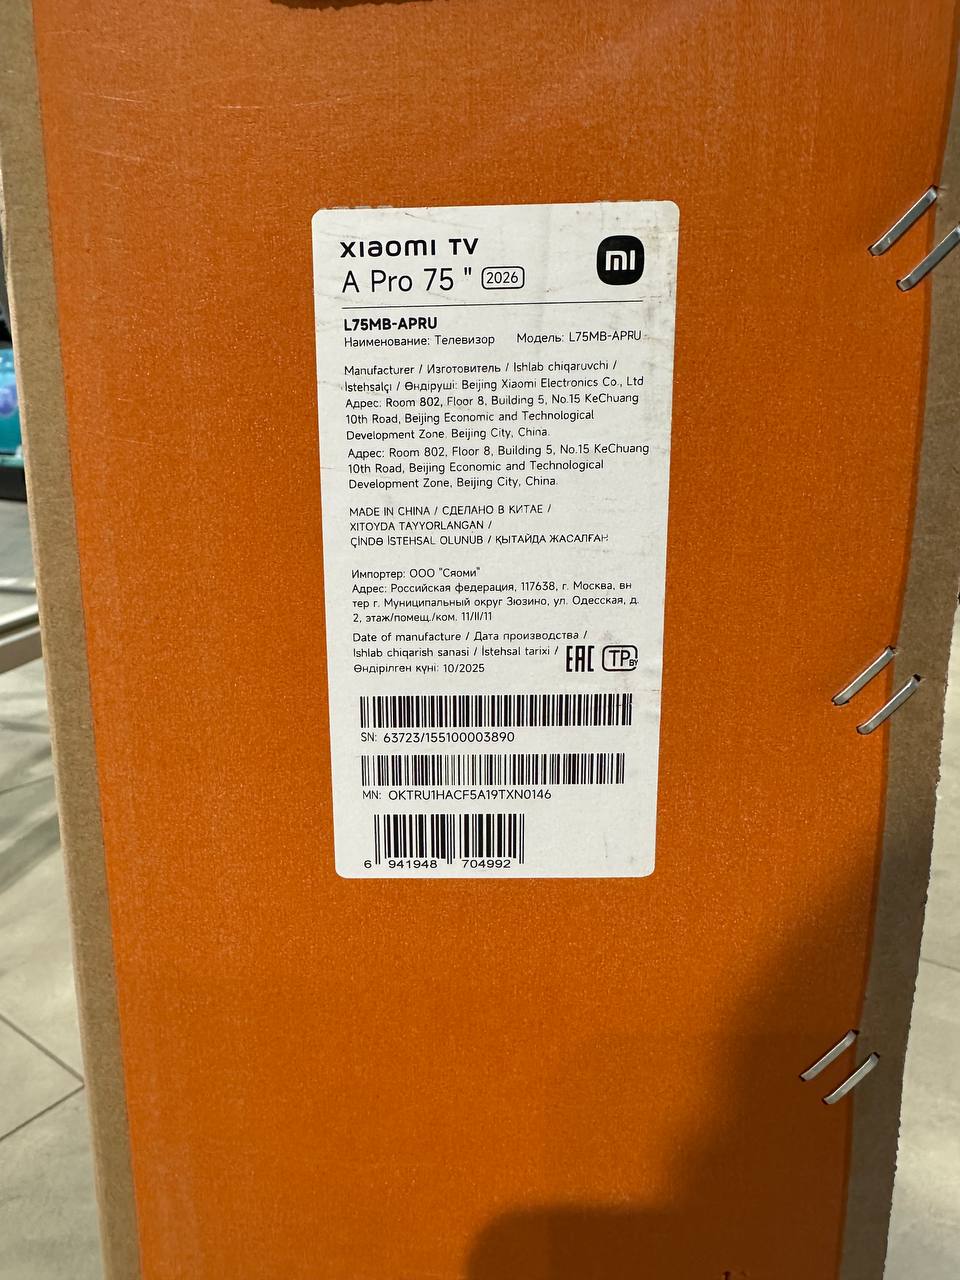 xiaomi TV
A Pro 75 " 2026
mi
L75MB-APRU
Наименование: Телевизор Модель: L75MB-APRU
Manufacturer / Изготовитель / Ishlab chiqaruvchi /
İstehsalçı / Өндіруші: Beijing Xiaomi Electronics Co., Ltd
Адрес: Room 802, Floor 8, Building 5, No.15 KeChuang
10th Road, Beijing Economic and Technological
Development Zone, Beijing City, China.
Адрес: Room 802, Floor 8, Building 5, No.15 KeChuang
10th Road, Beijing Economic and Technological
Development Zone, Beijing City, China.
MADE IN CHINA / СДЕЛАНО В КИТАЕ /
XITOYDA TAYYORLANGAN /
ÇİNDƏ İSTEHSAL OLUNUB / ҚЫТАЙДА ЖАСАЛҒАН
Импортер: ООО "Сяоми"
Адрес: Российская федерация, 117638, г. Москва, вн
тер г. Муниципальный округ Зюзино, ул. Одесская, д.
2, этаж/помещ./ком. 11/II/11
Date of manufacture / Дата производства /
Ishlab chiqarish sanasi / İstehsal tarixi /
Өндірілген күні: 10/2025
EAC TP BY
SN: 63723/155100003890
MN: OKTRU1HACF5A19TXN0146
6 941948 704992